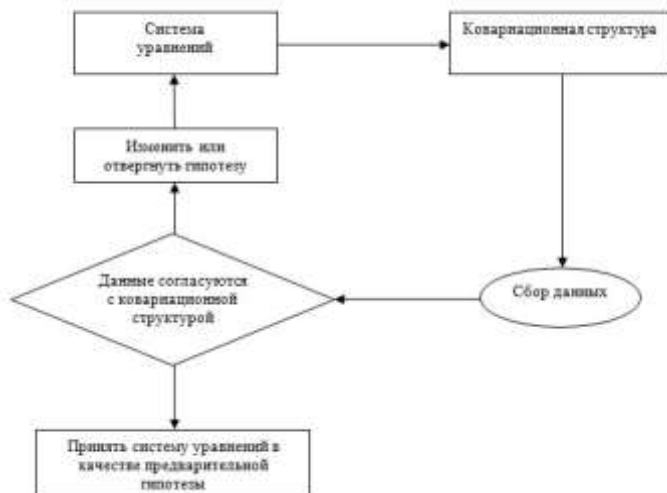 Система
уравнений
Ковариационная структура
Изменить или
отвергнуть гипотезу
Данные согласуются
с ковариационной
структурой
Сбор данных
Принять систему уравнений в
качестве предварительной
гипотезы